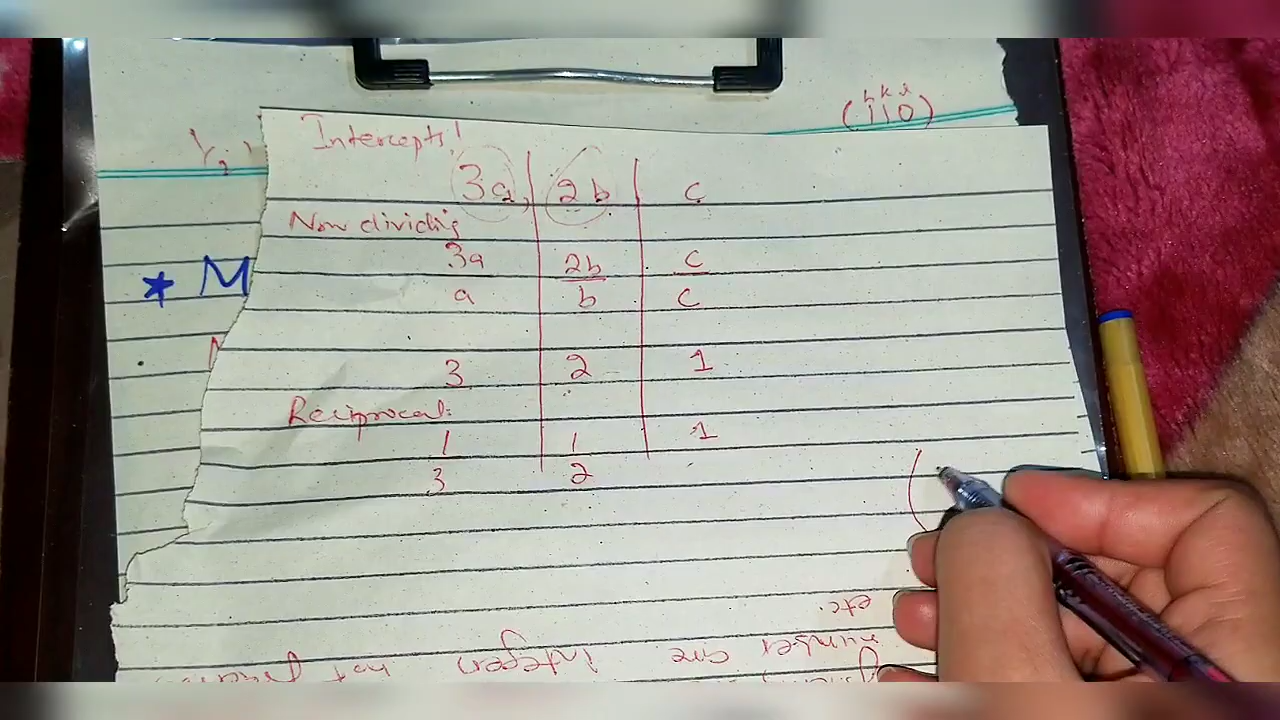 h k l
(110)
Intercepts!
3a, 2b c
Now dividing
3a 2b c
a b c
3 2 1
Reciprocal:
1 1 1
3 2
(
* M
etc.
number are integer not